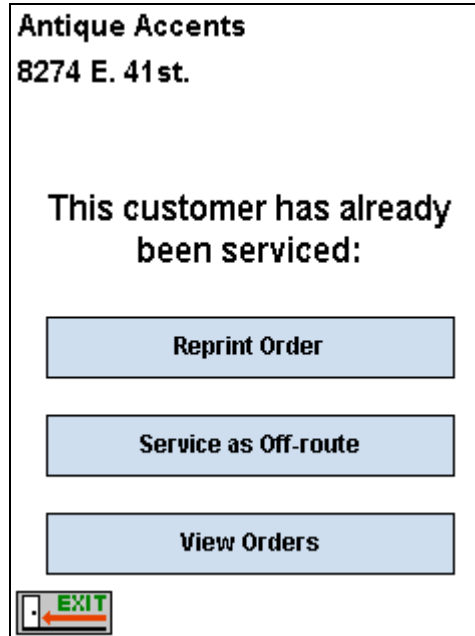 Antique Accents
8274 E. 41st.
This customer has already
been serviced:
Reprint Order
Service as Off-route
View Orders
EXIT